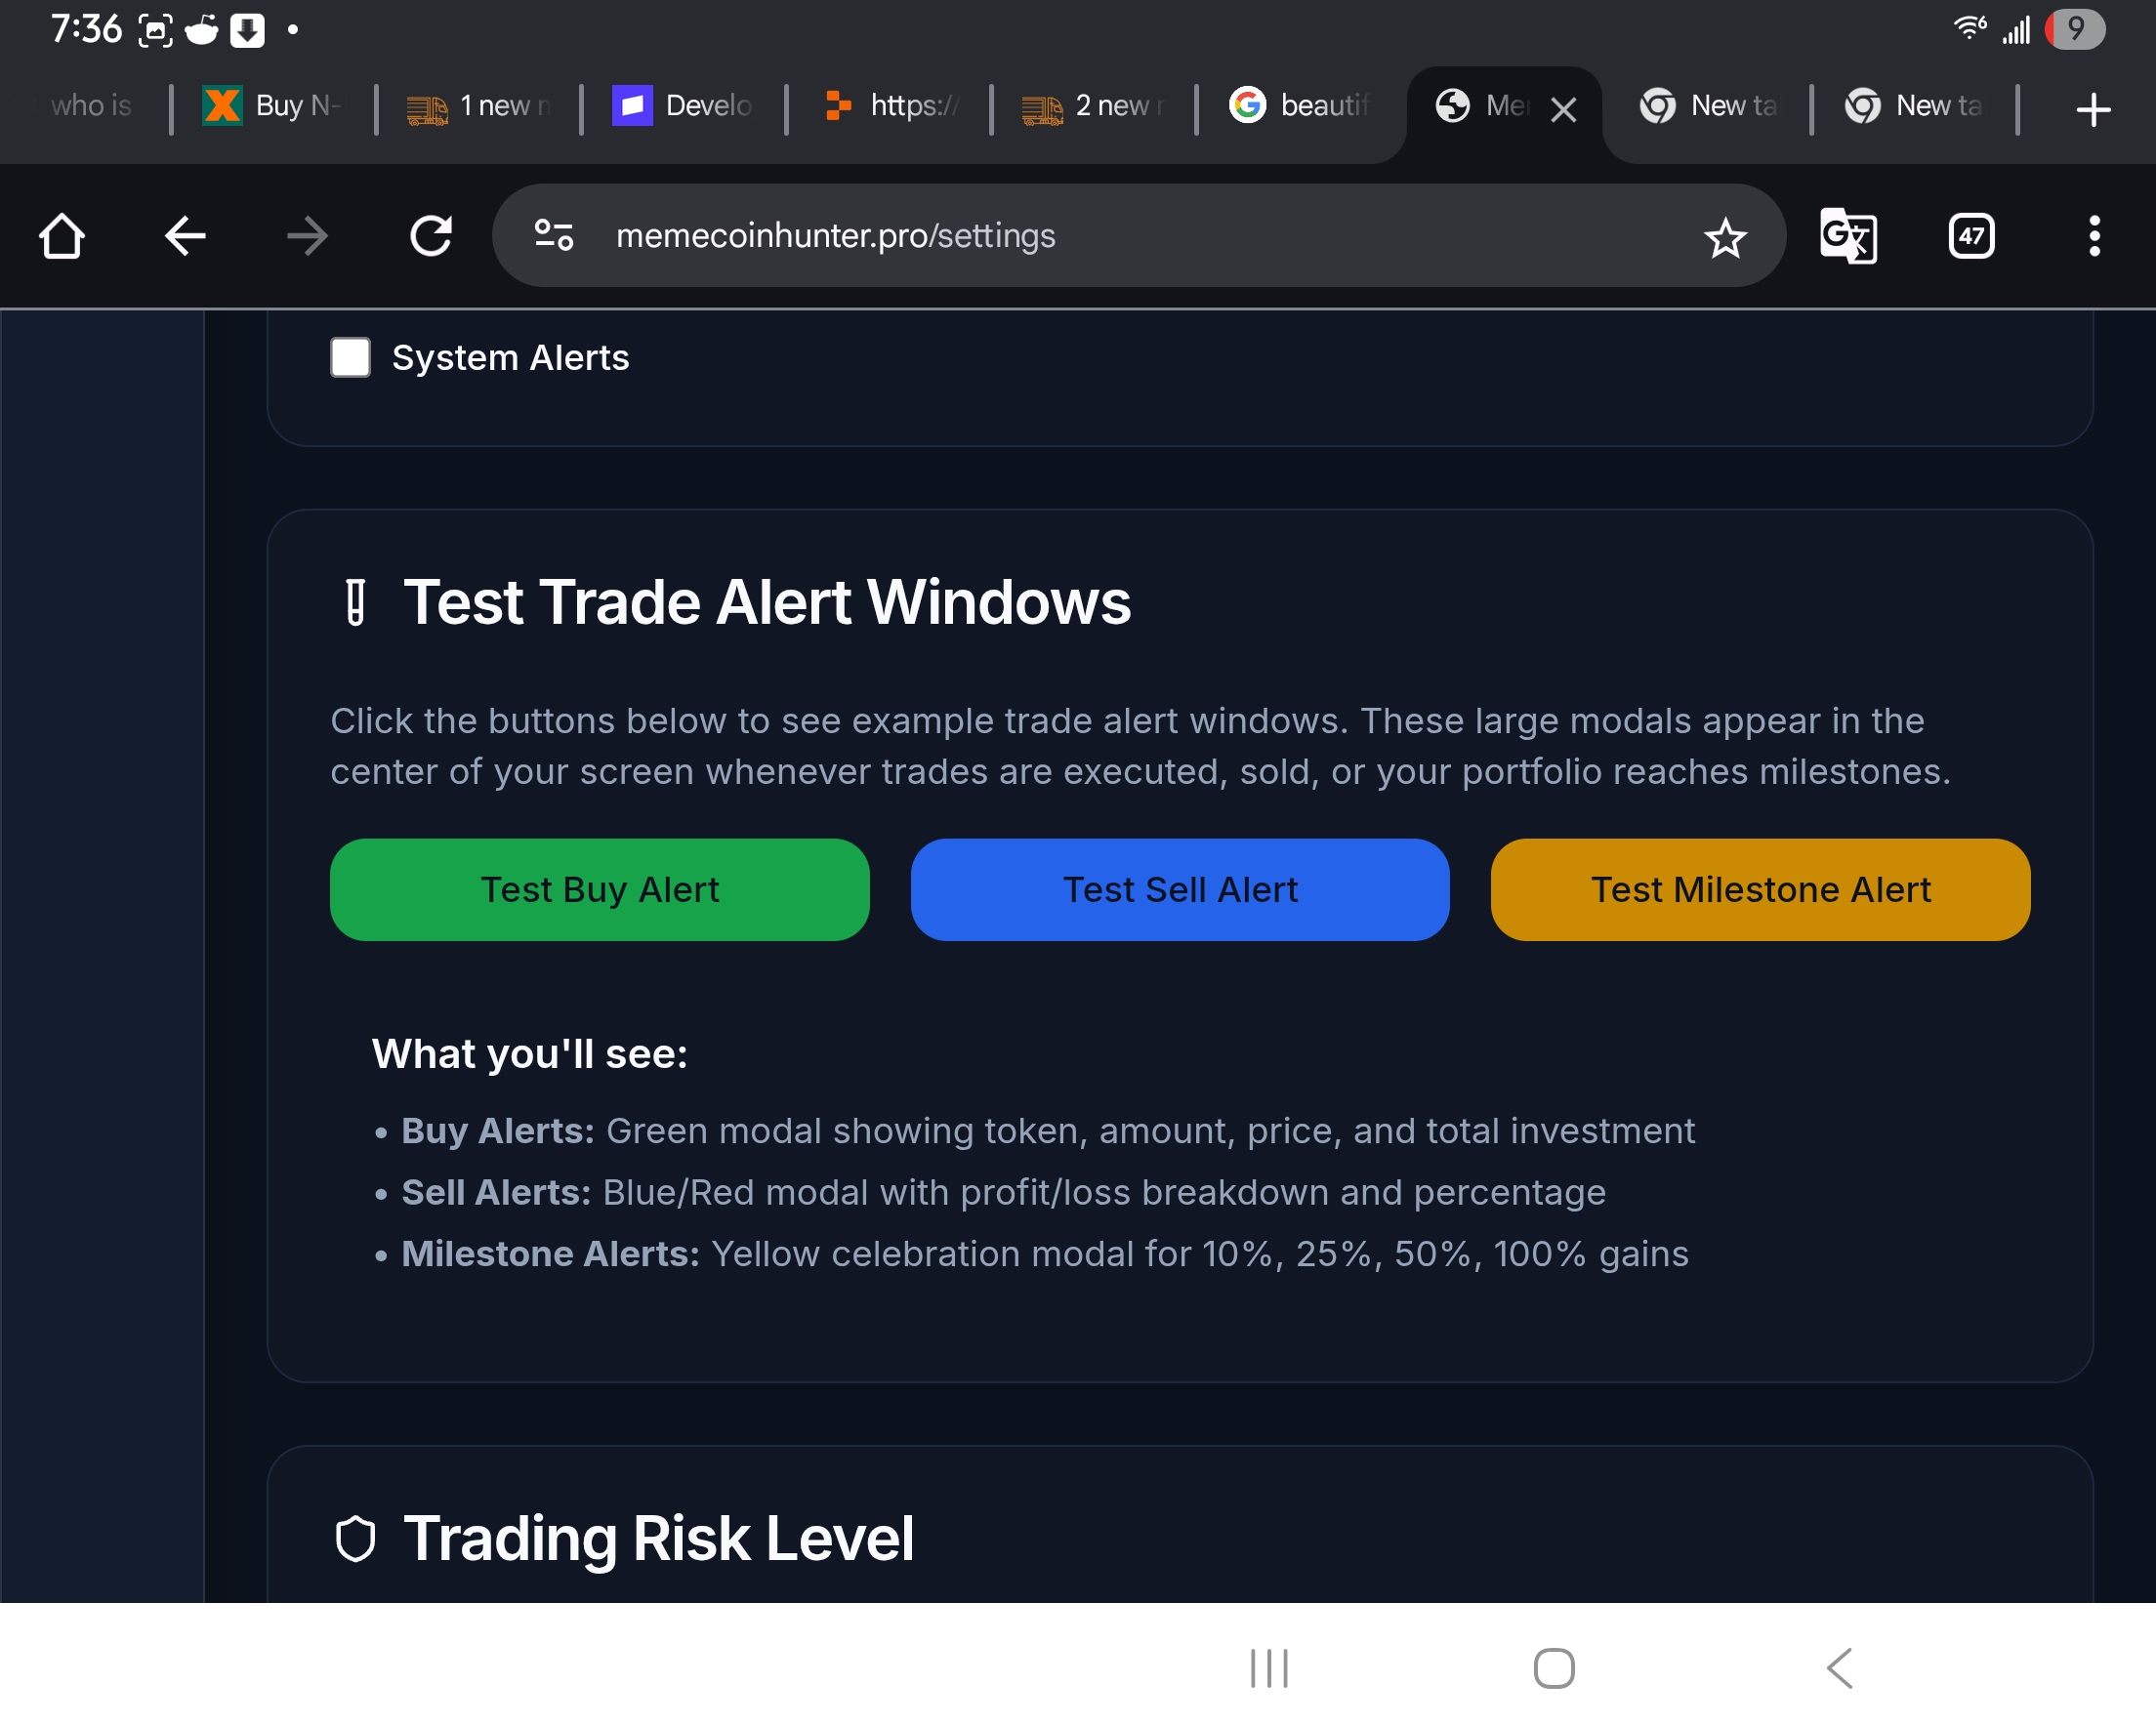 7:36
9
who is
Buy N-
1 new
Develo
https://
2 new
beautif
Me
New ta
New ta
memecoinhunter.pro/settings
47
System Alerts
Test Trade Alert Windows
Click the buttons below to see example trade alert windows. These large modals appear in the
center of your screen whenever trades are executed, sold, or your portfolio reaches milestones.
Test Buy Alert
Test Sell Alert
Test Milestone Alert
What you'll see:
• Buy Alerts: Green modal showing token, amount, price, and total investment
• Sell Alerts: Blue/Red modal with profit/loss breakdown and percentage
• Milestone Alerts: Yellow celebration modal for 10%, 25%, 50%, 100% gains
Trading Risk Level